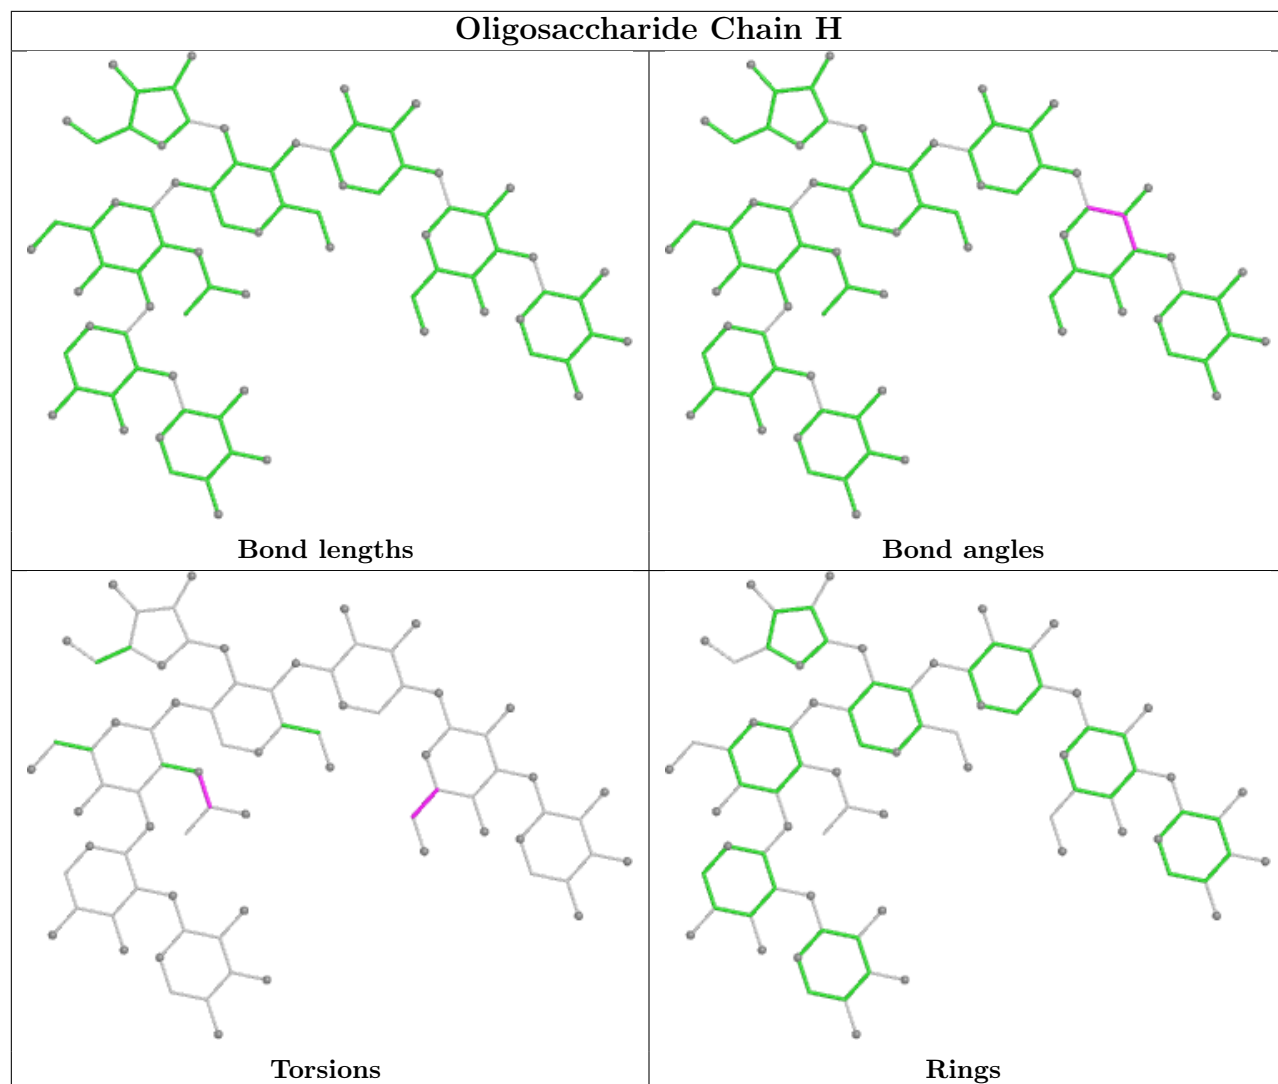 Oligosaccharide Chain H
Bond lengths
Bond angles
Torsions
Rings